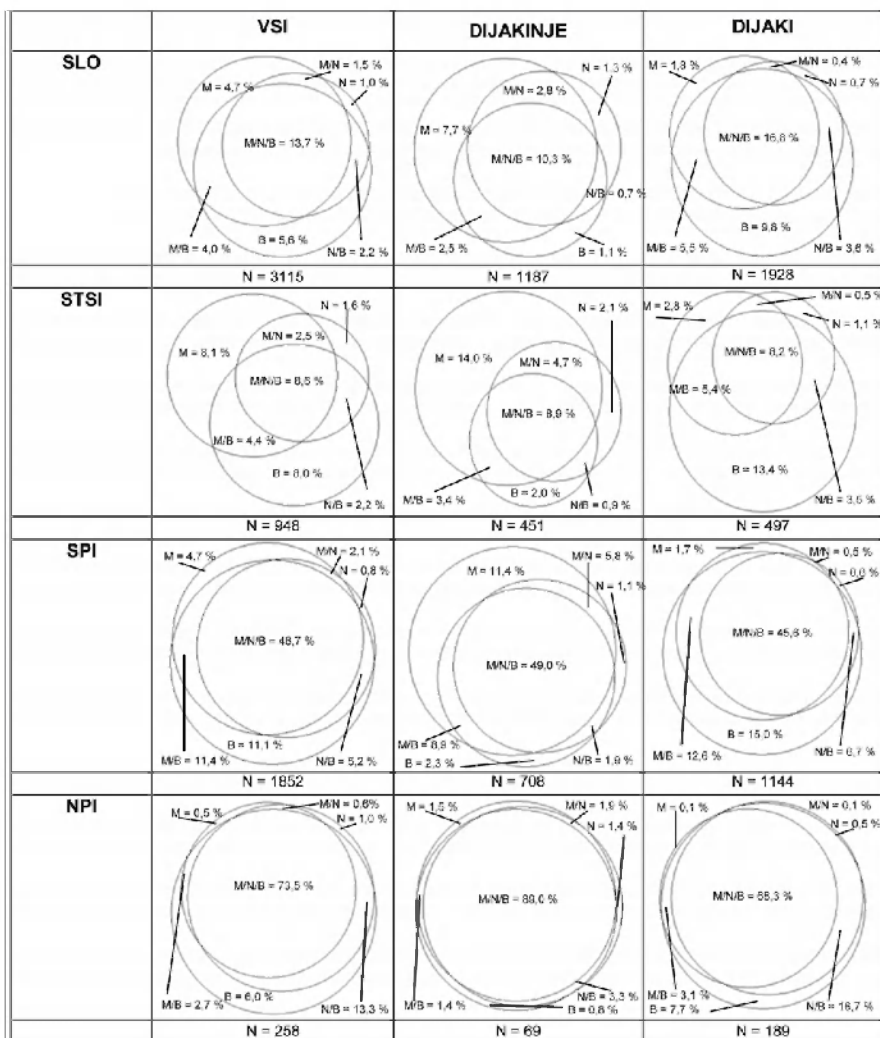 VSI
DIJAKINJE
DIJAKI
SLO
M = 4,7 %
M/N = 1,5 %
N = 1,0 %
M/N/B = 13,7 %
M/B = 4,0 %
B = 5,6 %
N/B = 2,2 %
N = 3115
M = 7,7 %
M/N = 2,8 %
N = 1,3 %
M/N/B = 10,3 %
N/B = 0,7 %
M/B = 2,5 %
B = 1,1 %
N = 1187
M = 1,8 %
M/N = 0,4 %
N = 0,7 %
M/N/B = 15,8 %
M/B = 5,5 %
B = 9,8 %
N/B = 3,6 %
N = 1928
STSI
N = 1,6 %
M/N = 2,5 %
M = 8,1 %
M/N/B = 8,5 %
M/B = 4,4 %
B = 8,0 %
N/B = 2,2 %
N = 948
N = 2,1 %
M = 14,0 %
M/N = 4,7 %
M/N/B = 8,9 %
M/B = 3,4 %
B = 2,0 %
N/B = 0,9 %
N = 451
M = 2,8 %
M/N = 0,5 %
N = 1,1 %
M/N/B = 8,2 %
M/B = 5,4 %
B = 13,4 %
N/B = 3,5 %
N = 497
SPI
M = 4,7 %
M/N = 2,1 %
N = 0,8 %
M/N/B = 48,7 %
B = 11,1 %
M/B = 11,4 %
N/B = 5,2 %
N = 1852
M/N = 5,8 %
M = 11,4 %
N = 1,1 %
M/N/B = 49,0 %
M/B = 8,9 %
B = 2,3 %
N/B = 1,9 %
N = 708
M = 1,7 %
M/N = 0,5 %
N =
M/N/B = 45,6 %
B = 15,0 %
M/B = 12,6 %
N/B = 6,7 %
N = 1144
NPI
M = 0,5 %
M/N = 0,6%
N = 1,0 %
M/N/B = 73,5 %
B = 6,0 %
M/B = 2,7 %
N/B = 13,3 %
N = 258
M = 1,5 %
M/N = 1,9 %
N = 1,4 %
M/N/B =
M/B = 1,4 %
N/B = 3,3 %
B = 0,8 %
N = 69
M = 0,1 %
M/N = 0,1 %
N = 0,5 %
M/N/B = 68,3 %
M/B = 3,1 %
B = 7,7 %
N/B = 16,7 %
N = 189